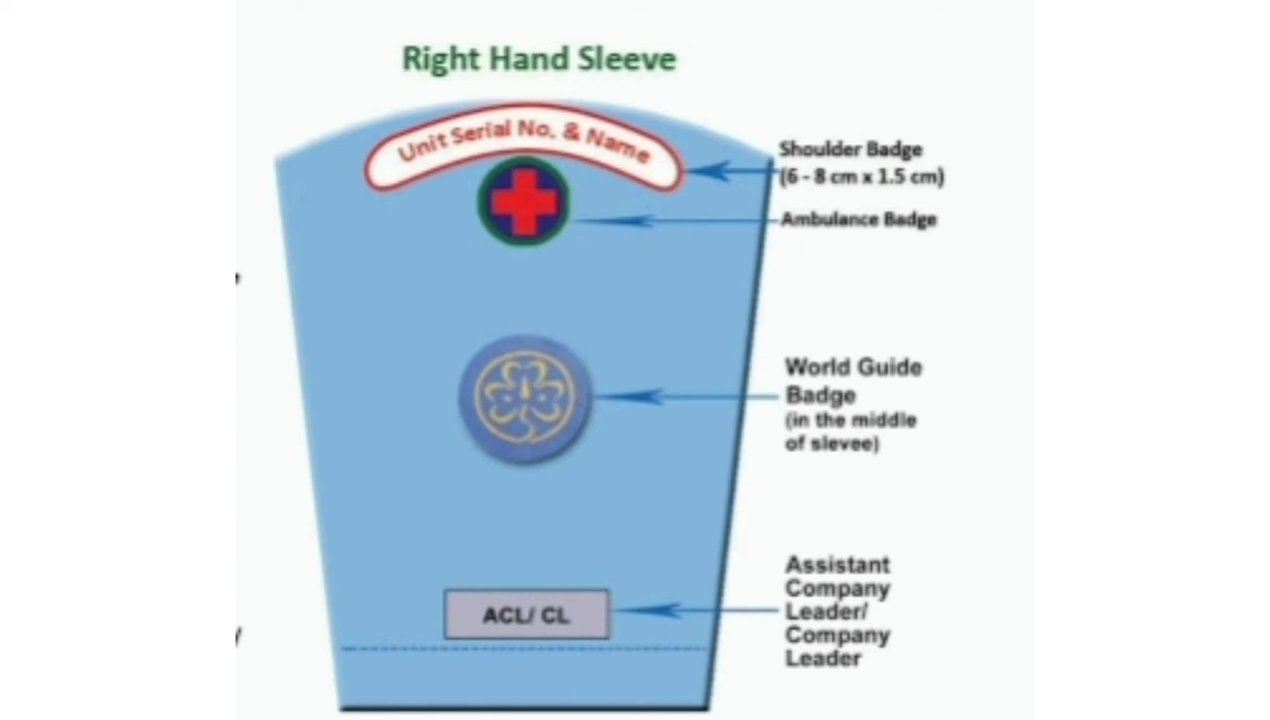 Right Hand Sleeve
Unit Serial No. & Name
Shoulder Badge
(6 - 8 cm x 1.5 cm)
Ambulance Badge
World Guide
Badge
(in the middle
of slevee)
Assistant
Company
Leader/
Company
Leader
ACL/ CL